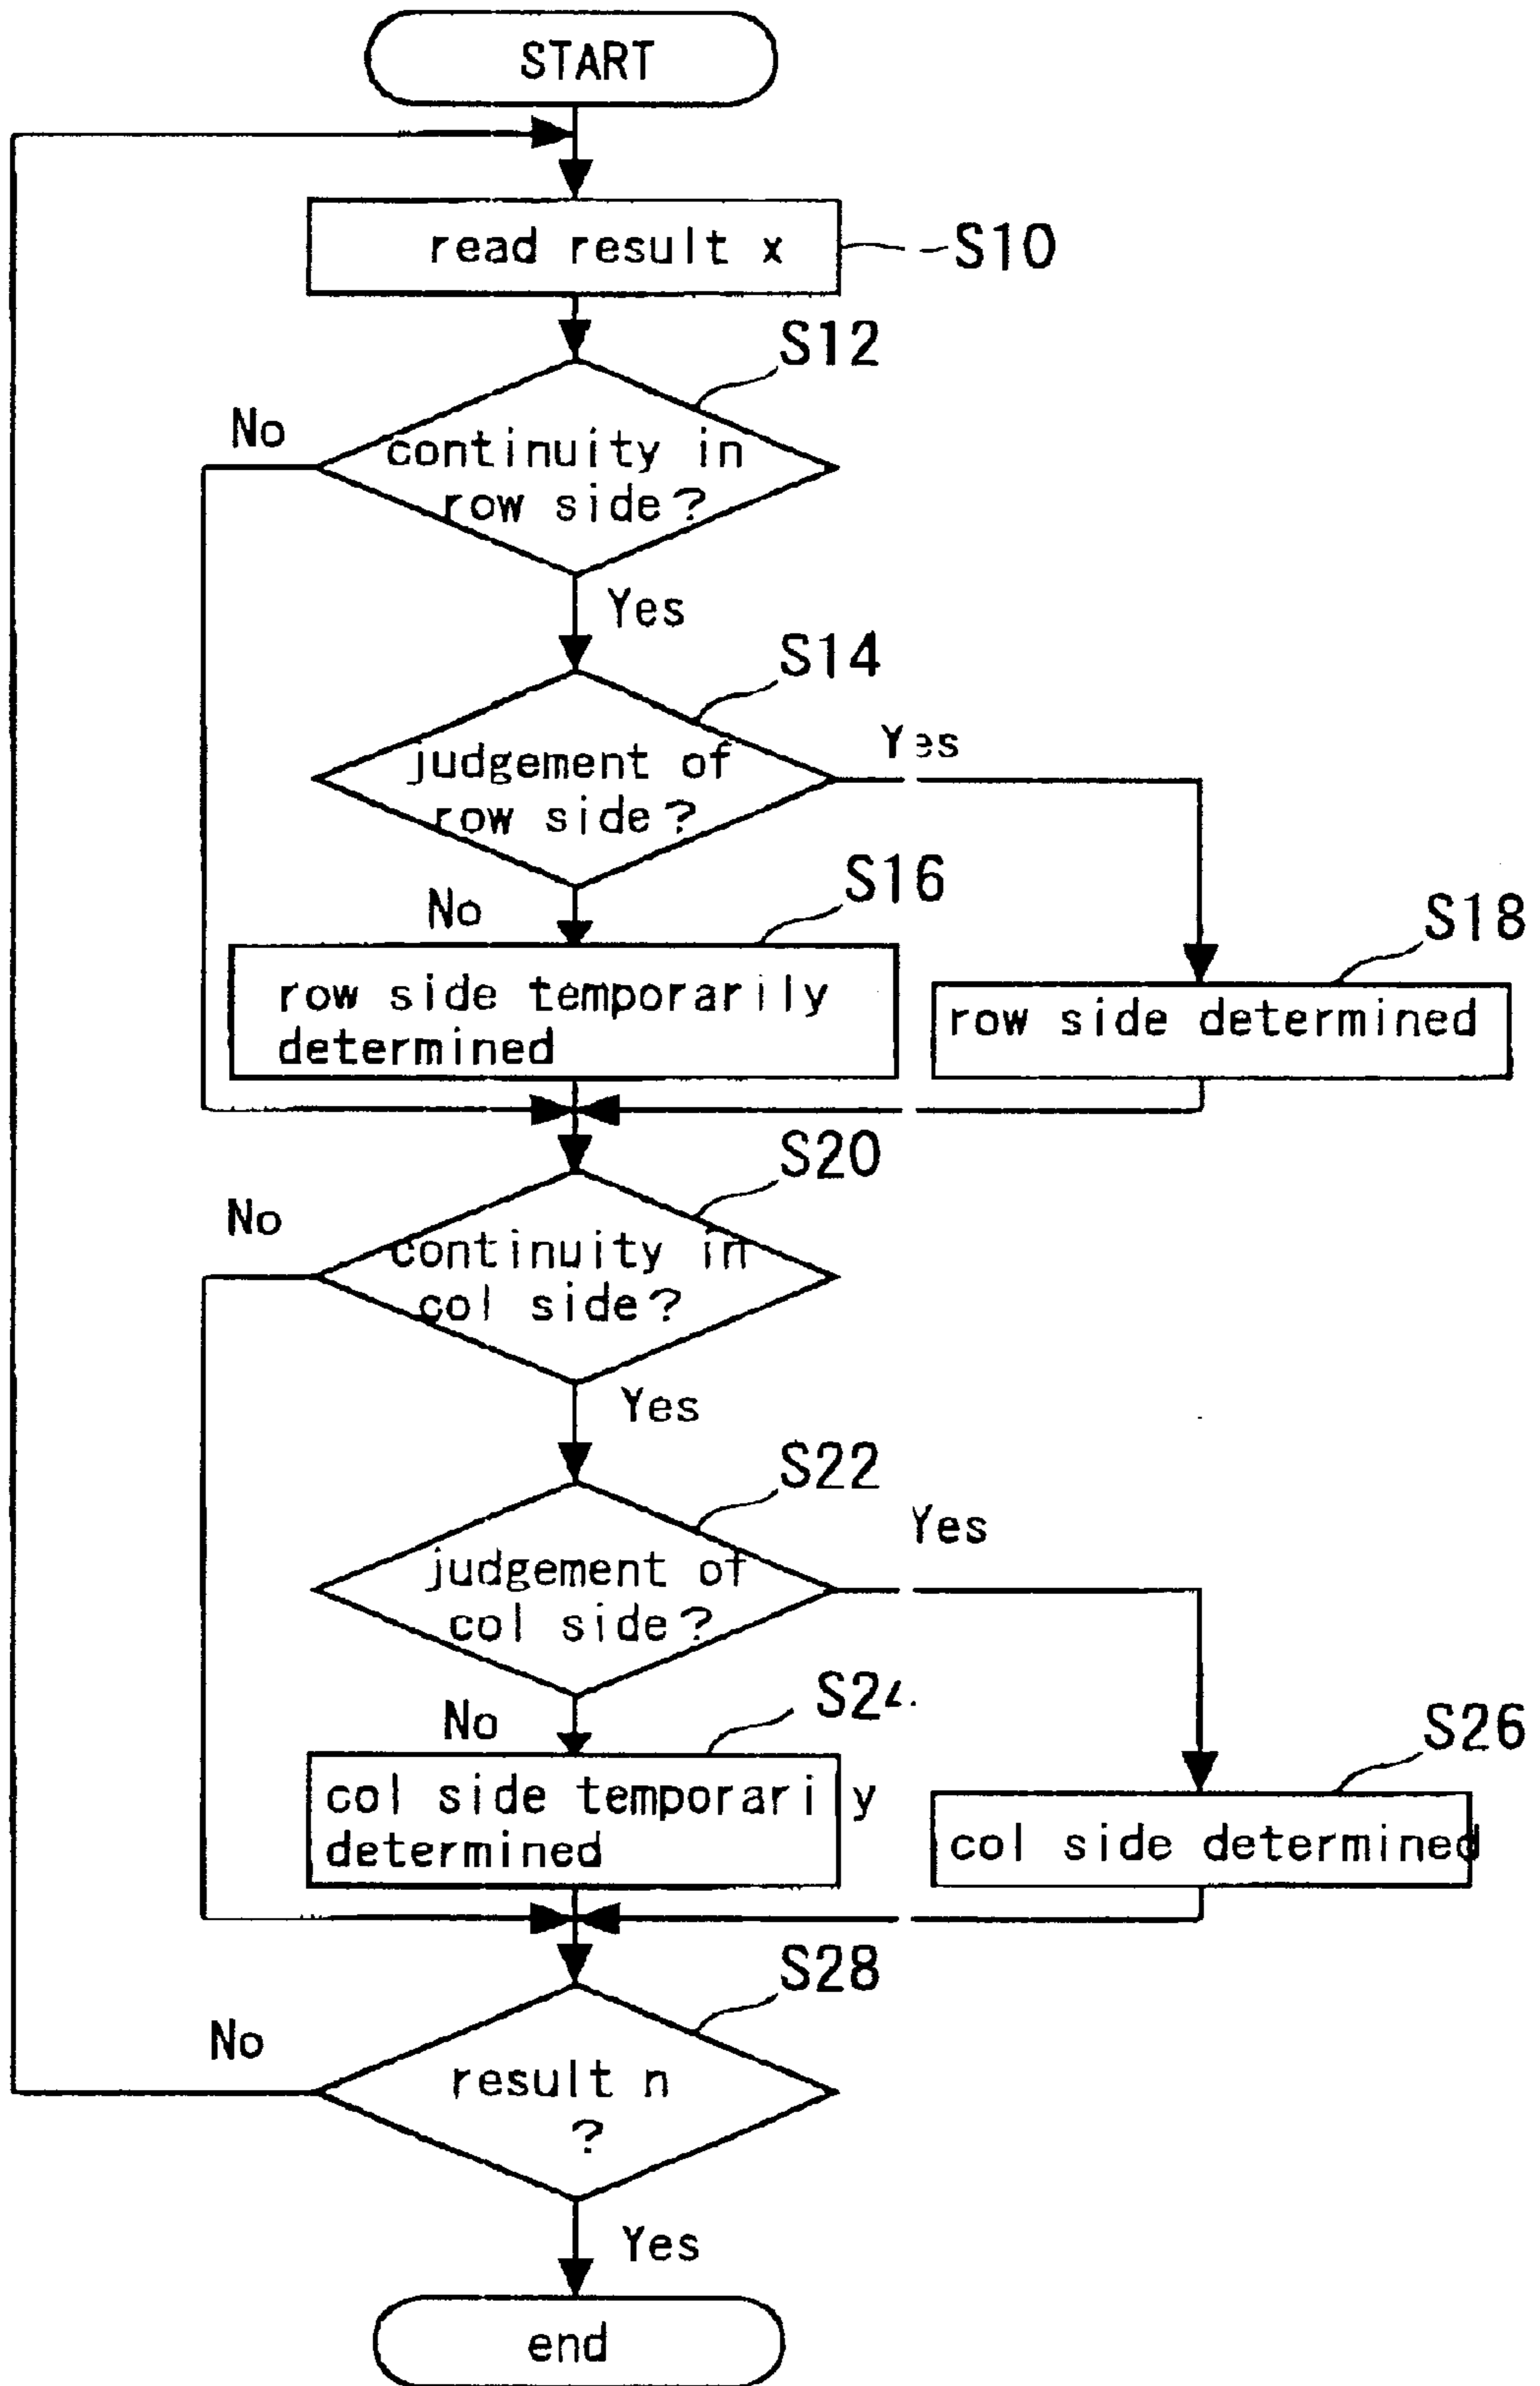 START
read result x
S10
S12
No
continuity in
row side?
Yes
S14
judgement of
row side?
Yes
No
S16
row side temporarily
determined
S18
row side determined
S20
No
continuity in
col side?
Yes
S22
judgement of
col side?
Yes
No
S24
col side temporarily
determined
S26
col side determined
S28
No
result n
?
Yes
end